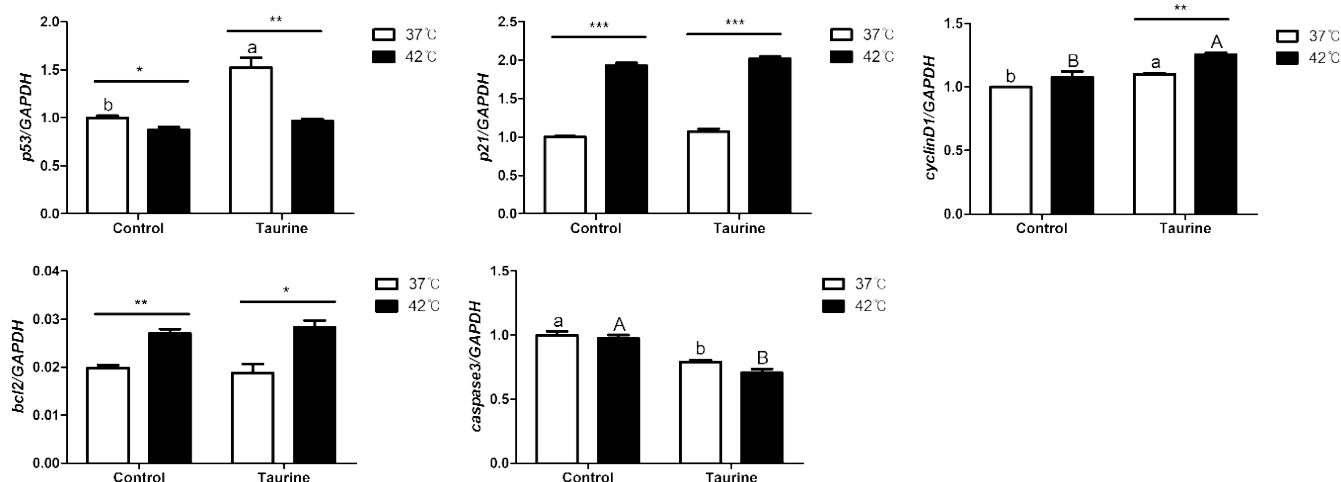 p53/GAPDH
2.0
1.5
1.0
0.5
0.0
*
**
b
a
Control
Taurine
37℃
42℃
p21/GAPDH
2.5
2.0
1.5
1.0
0.5
0.0
***
***
Control
Taurine
37℃
42℃
cyclinD1/GAPDH
1.5
1.0
0.5
0.0
**
b
B
a
A
Control
Taurine
37℃
42℃
bcl2/GAPDH
0.04
0.03
0.02
0.01
0.00
**
*
Control
Taurine
37℃
42℃
caspase3/GAPDH
1.5
1.0
0.5
0.0
a
A
b
B
Control
Taurine
37℃
42℃